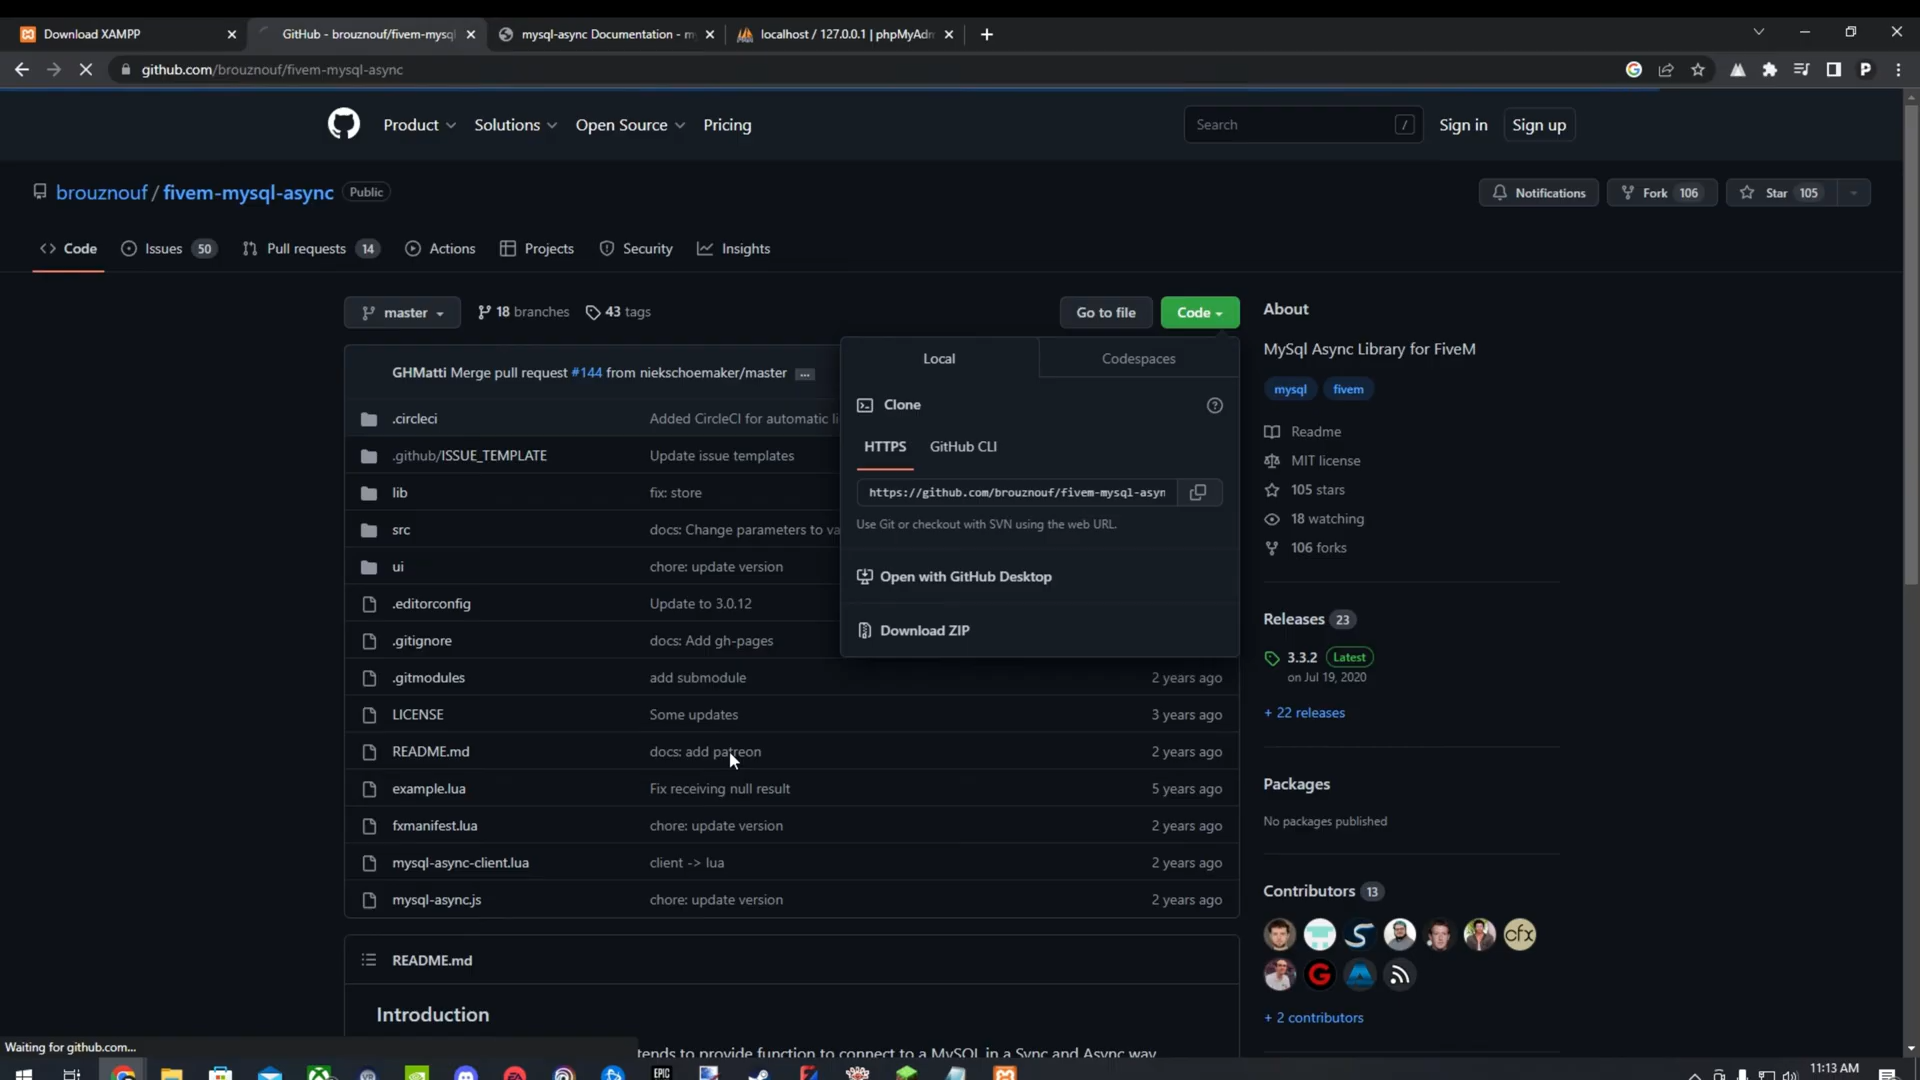 Download XAMPP
GitHub - brouznouf/fivem-mysql
mysql-async Documentation - m
localhost / 127.0.0.1 | phpMyAdm
github.com/brouznouf/fivem-mysql-async
P
Product
Solutions
Open Source
Pricing
Search
/
Sign in
Sign up
brouznouf / fivem-mysql-async
Public
Notifications
Fork 106
Star 105
Code
Issues 50
Pull requests 14
Actions
Projects
Security
Insights
master
18 branches
43 tags
Go to file
Code
About
MySql Async Library for FiveM
mysql
fivem
Readme
MIT license
105 stars
18 watching
106 forks
Releases 23
3.3.2 Latest
on Jul 19, 2020
+ 22 releases
Packages
No packages published
Contributors 13
cfx
G
+ 2 contributors
Local
Codespaces
Clone
HTTPS
GitHub CLI
https://github.com/brouznouf/fivem-mysql-asyn
Use Git or checkout with SVN using the web URL.
Open with GitHub Desktop
Download ZIP
GHMatti Merge pull request #144 from niekschoemaker/master ...
.circleci Added CircleCI for automatic li
.github/ISSUE_TEMPLATE Update issue templates
lib fix: store
src docs: Change parameters to va
ui chore: update version
.editorconfig Update to 3.0.12
.gitignore docs: Add gh-pages
.gitmodules add submodule 2 years ago
LICENSE Some updates 3 years ago
README.md docs: add patreon 2 years ago
example.lua Fix receiving null result 5 years ago
fxmanifest.lua chore: update version 2 years ago
mysql-async-client.lua client -> lua 2 years ago
mysql-async.js chore: update version 2 years ago
README.md
Introduction
tends to provide function to connect to a MySQL in a Sync and Async way
Waiting for github.com...
EPIC
11:13 AM